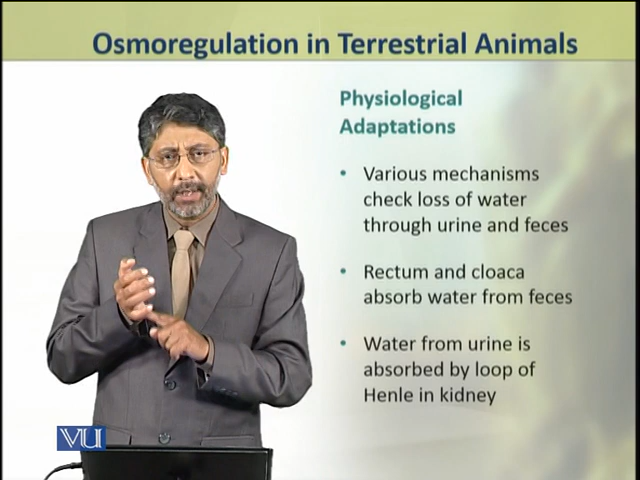 Osmoregulation in Terrestrial Animals
Physiological
Adaptations
• Various mechanisms
check loss of water
through urine and feces
• Rectum and cloaca
absorb water from feces
• Water from urine is
absorbed by loop of
Henle in kidney
VU